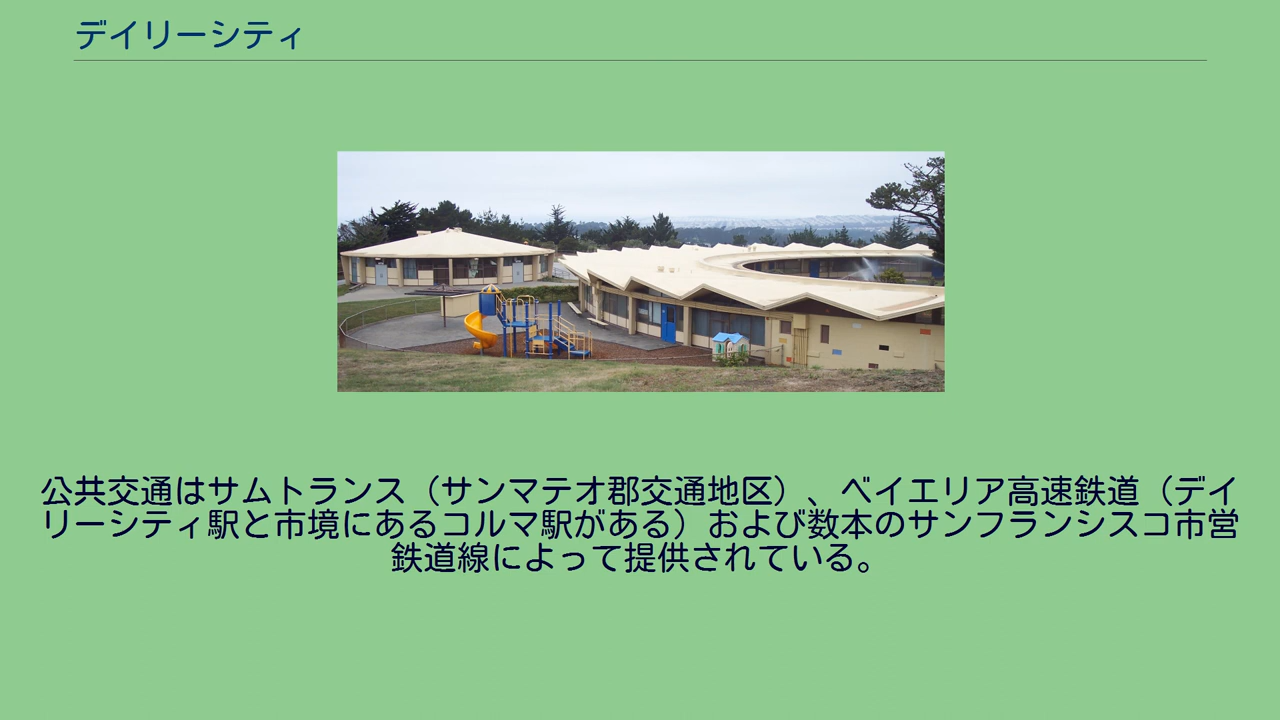 デイリーシティ
公共交通はサムトランス（サンマテオ郡交通地区）、ベイエリア高速鉄道（デイ
リーシティ駅と市境にあるコルマ駅がある）および数本のサンフランシスコ市営
鉄道線によって提供されている。